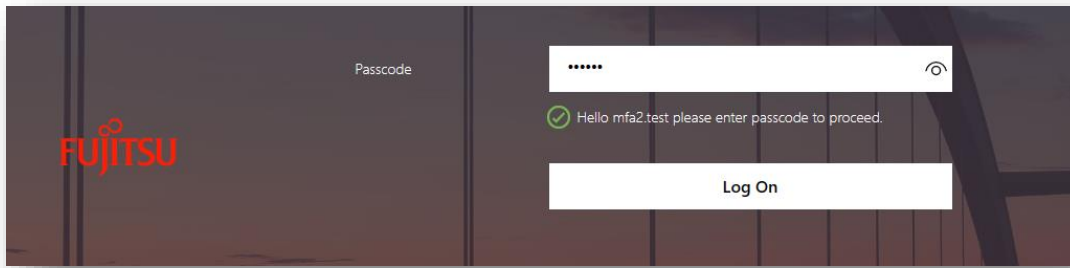 Passcode
••••••
Hello mfa2.test please enter passcode to proceed.
FUJITSU
Log On